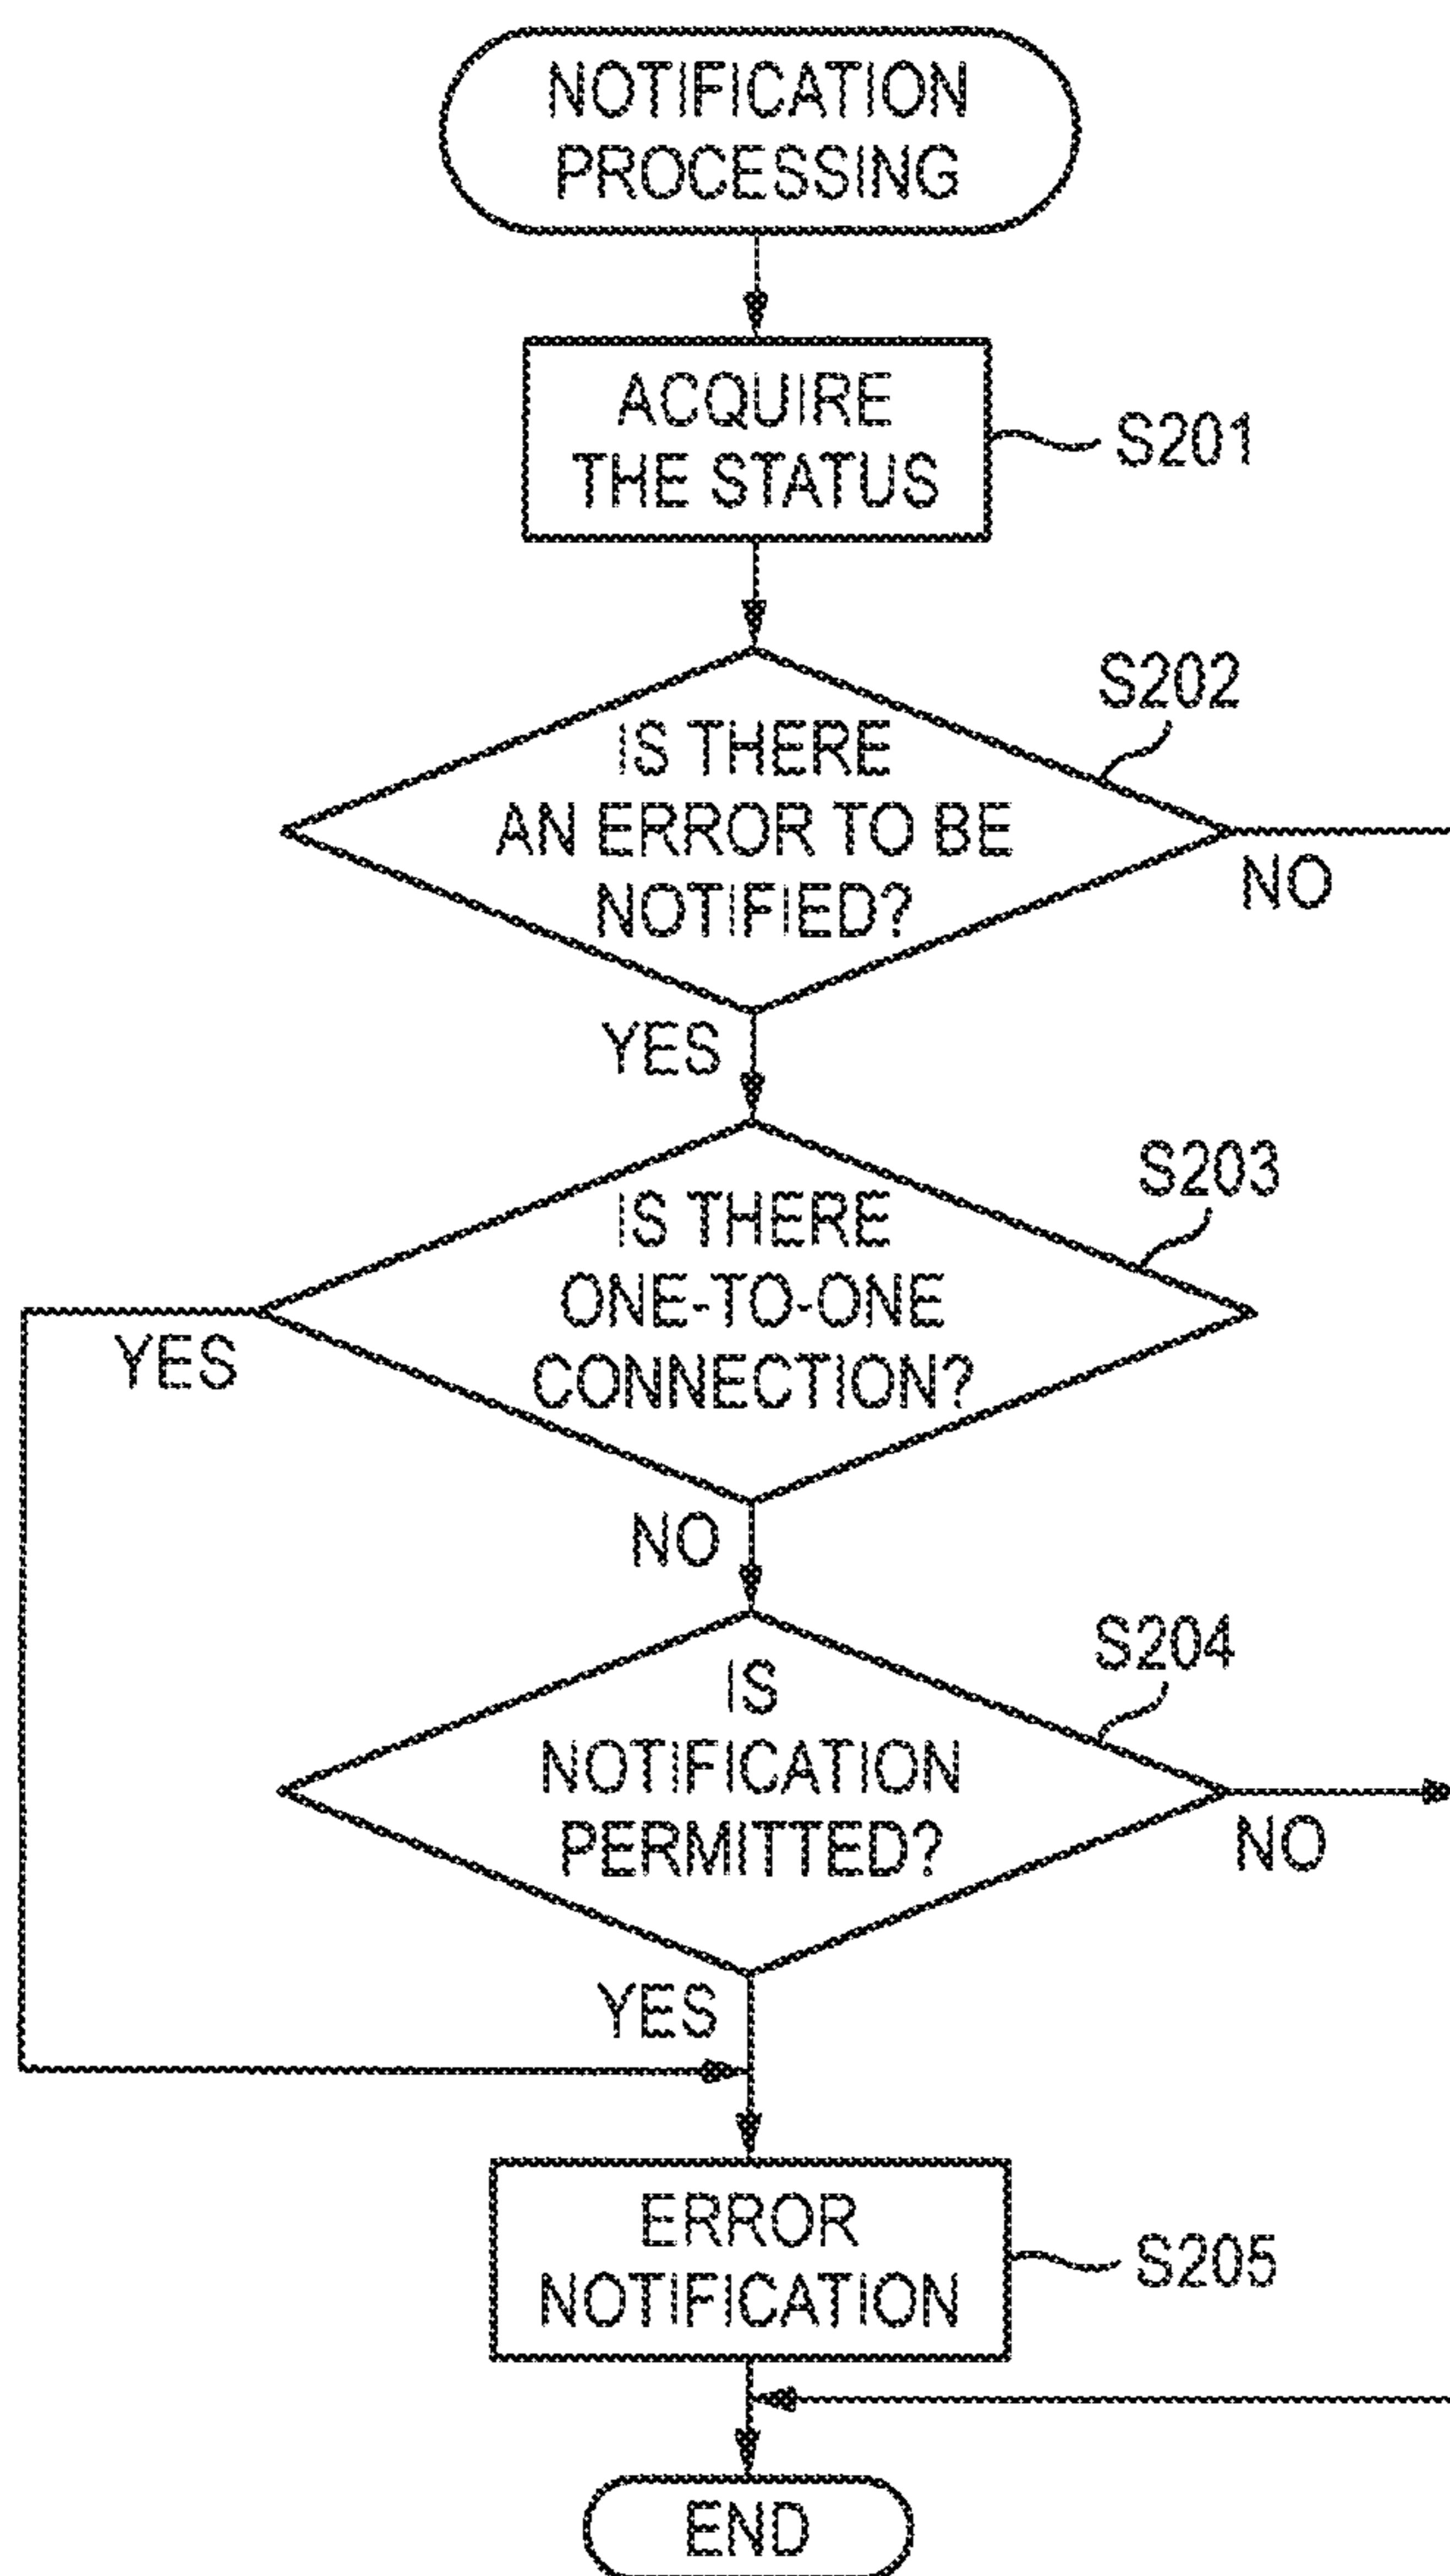 NOTIFICATION
PROCESSING
ACQUIRE
THE STATUS
S201
S202
IS THERE
AN ERROR TO BE
NOTIFIED?
NO
YES
S203
IS THERE
ONE-TO-ONE
CONNECTION?
YES
NO
S204
IS
NOTIFICATION
PERMITTED?
NO
YES
ERROR
NOTIFICATION
S205
END